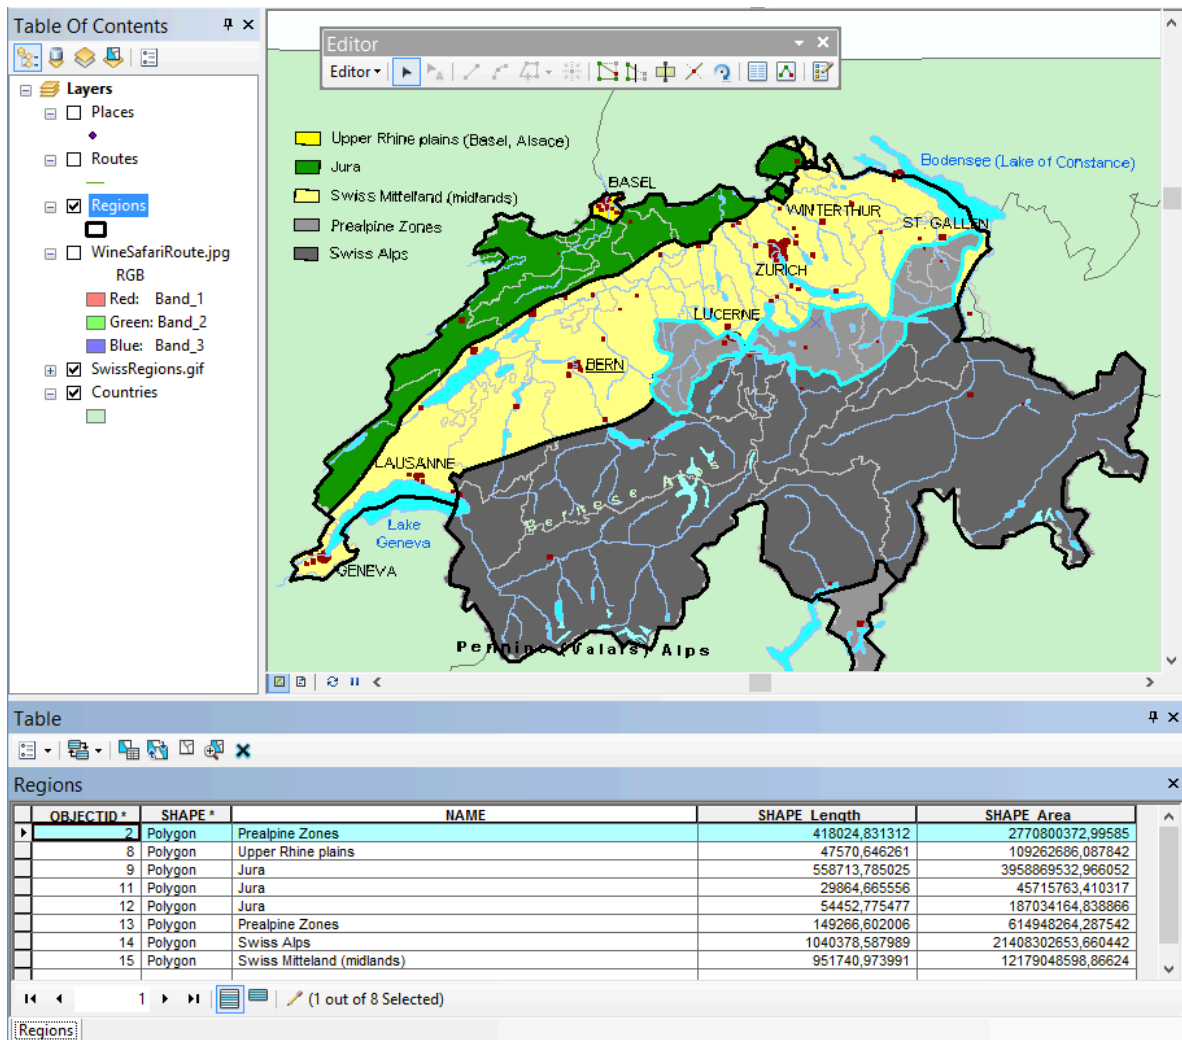 Table Of Contents
Layers
Places
Routes
Regions
WineSafariRoute.jpg
RGB
Red: Band_1
Green: Band_2
Blue: Band_3
SwissRegions.gif
Countries
Editor
Editor
Upper Rhine plains (Basel, Alsace)
Jura
Swiss Mittelland (midlands)
Prealpine Zones
Swiss Alps
BASEL
Bodensee (Lake of Constance)
WINTERTHUR
ST. GALLEN
ZURICH
LUCERNE
BERN
LAUSANNE
Bernese Alps
Lake
Geneva
GENEVA
Pennine (Valais) Alps
Table
Regions
OBJECTID * SHAPE * NAME SHAPE_Length SHAPE_Area
2 Polygon Prealpine Zones 418024,831312 2770800372,99585
8 Polygon Upper Rhine plains 47570,646261 109262686,087842
9 Polygon Jura 558713,785025 3958869532,966052
11 Polygon Jura 29864,665556 45715763,410317
12 Polygon Jura 54452,775477 187034164,838866
13 Polygon Prealpine Zones 149266,602006 614948264,287542
14 Polygon Swiss Alps 1040378,587989 21408302653,660442
15 Polygon Swiss Mitteland (midlands) 951740,973991 12179048598,86624
1 (1 out of 8 Selected)
Regions